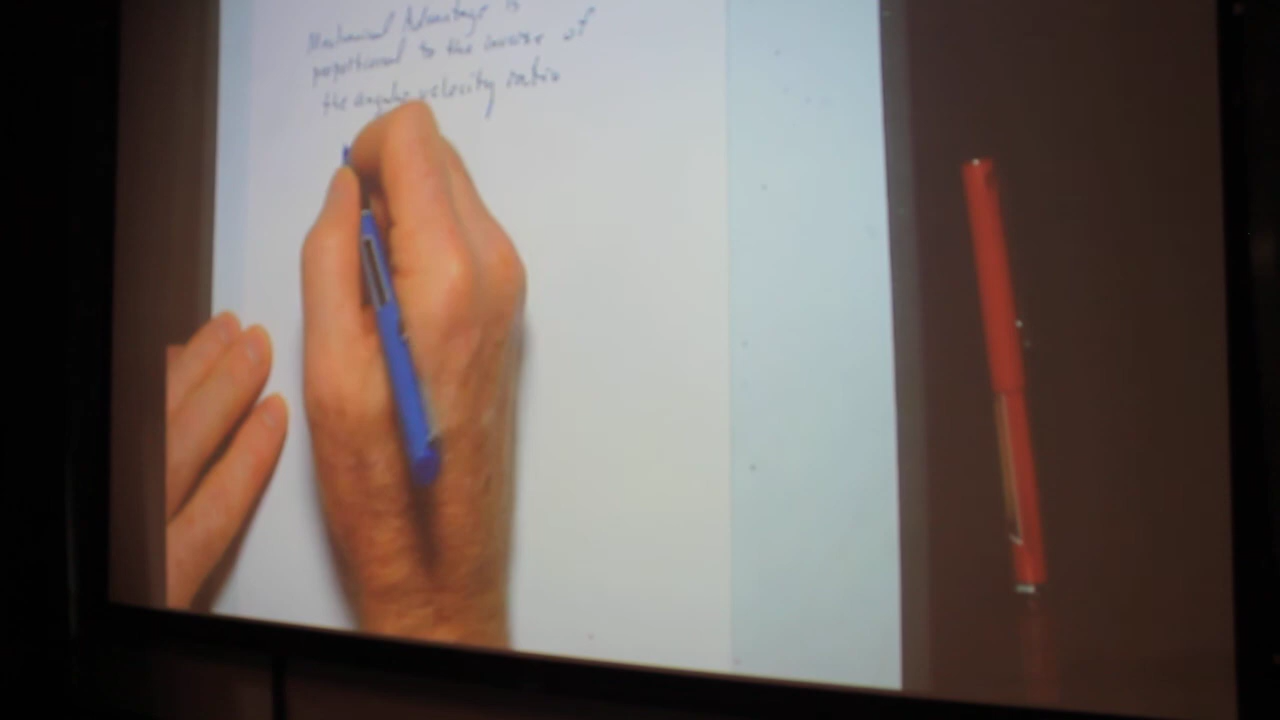 Mechanical Advantage is
proportional to the inverse of
the angular velocity ratio